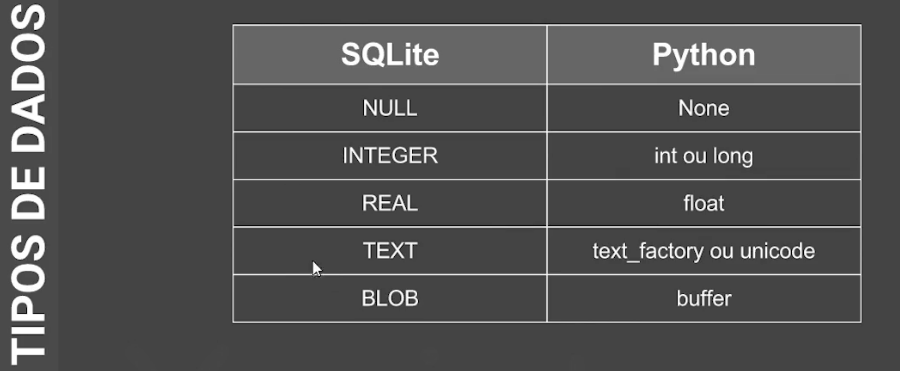 TIPOS DE DADOS
SQLite Python
NULL None
INTEGER int ou long
REAL float
TEXT text_factory ou unicode
BLOB buffer